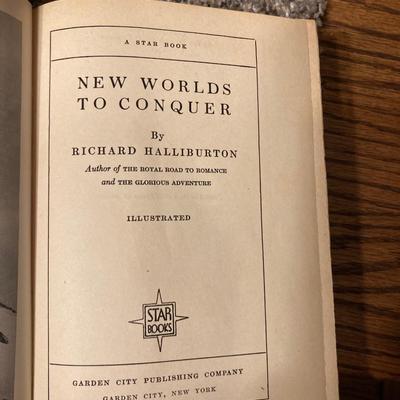 A STAR BOOK
NEW WORLDS
TO CONQUER
By
RICHARD HALLIBURTON
Author of THE ROYAL ROAD TO ROMANCE
and THE GLORIOUS ADVENTURE
ILLUSTRATED
STAR
BOOKS
GARDEN CITY PUBLISHING COMPANY
GARDEN CITY, NEW YORK